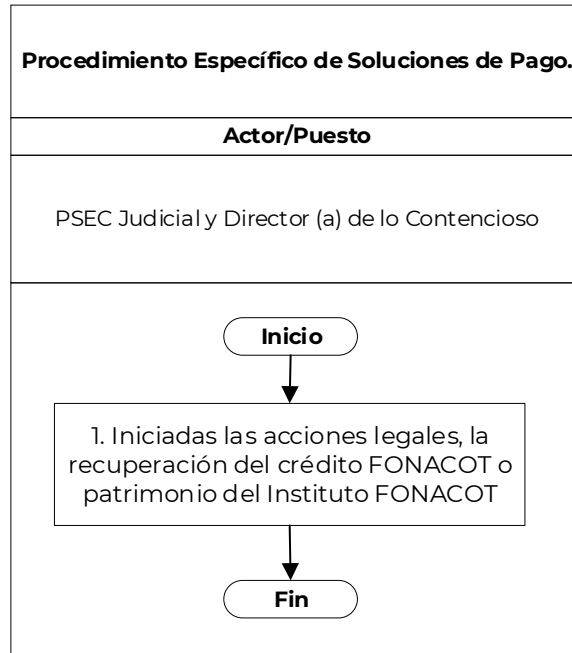 Procedimiento Específico de Soluciones de Pago.
Actor/Puesto
PSEC Judicial y Director (a) de lo Contencioso
Inicio
1. Iniciadas las acciones legales, la
recuperación del crédito FONACOT o
patrimonio del Instituto FONACOT
Fin